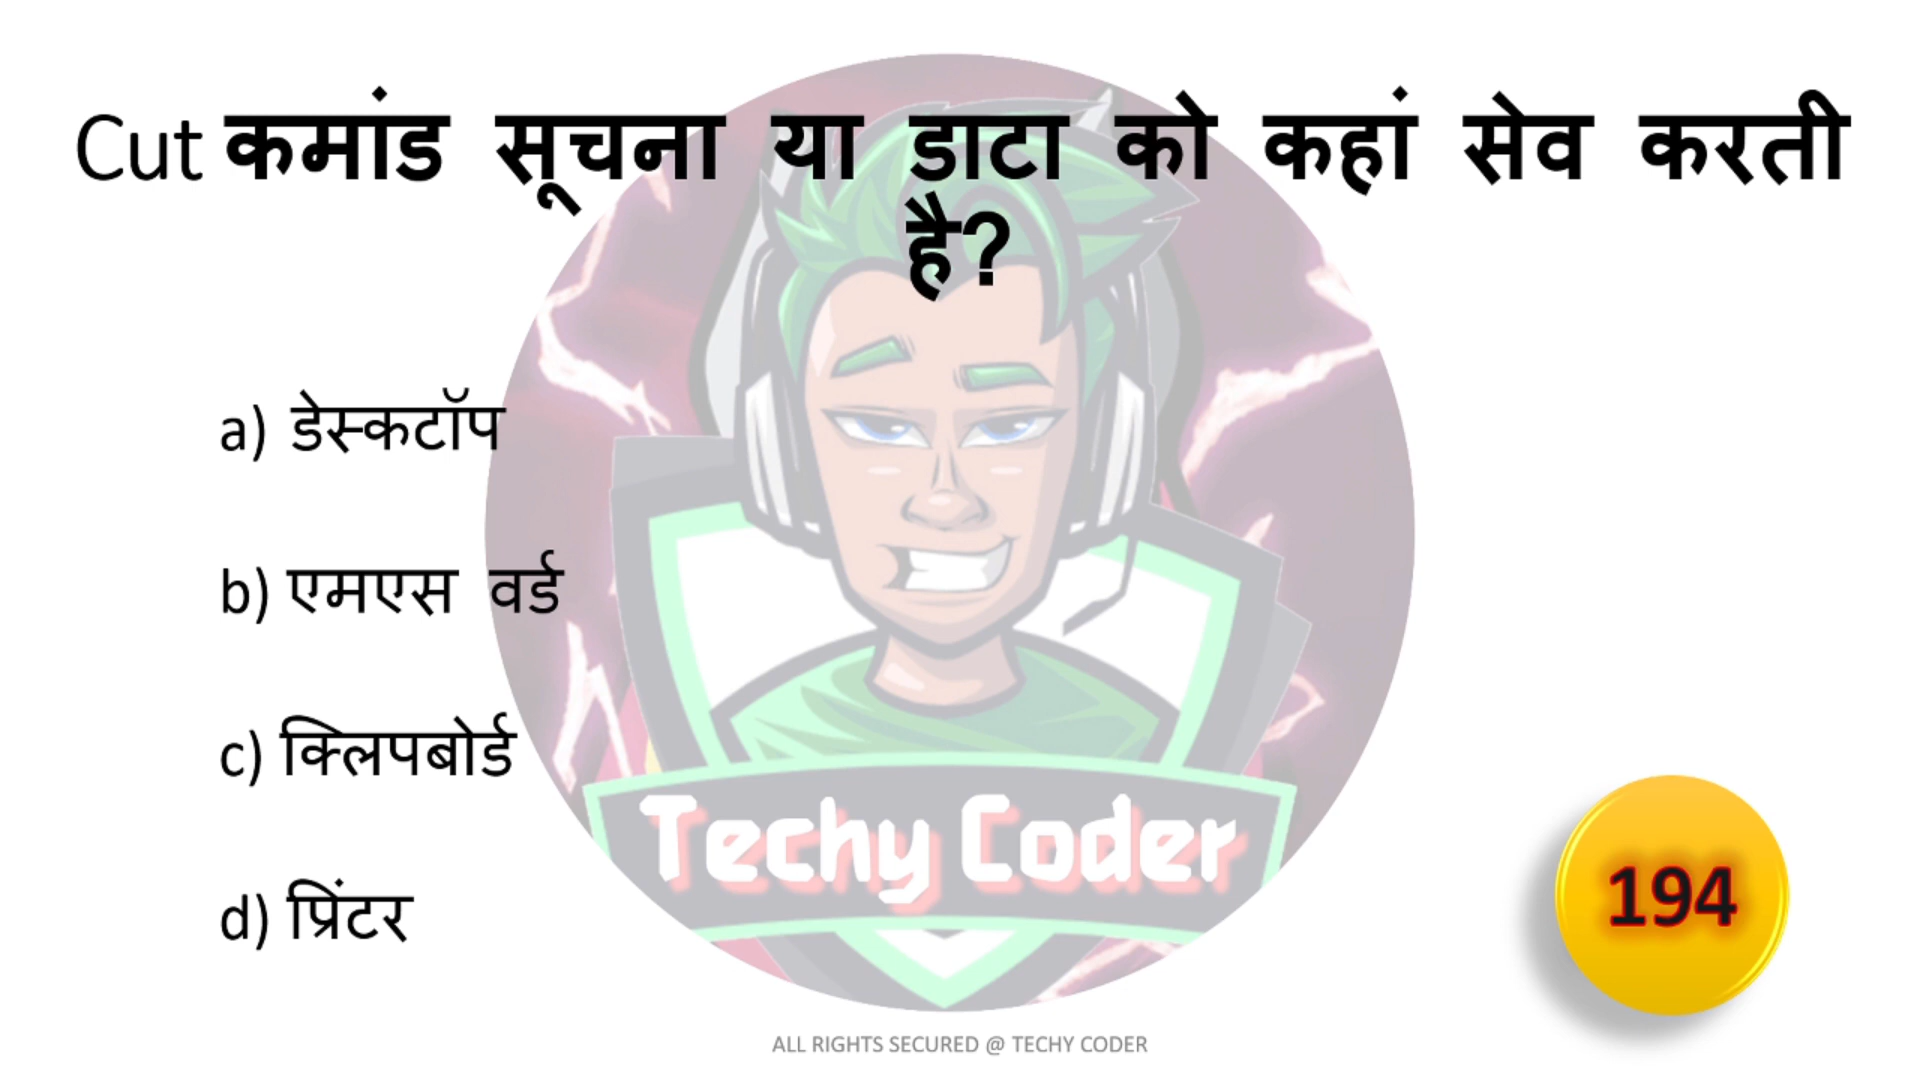 Cut कमांड सूचना या डाटा को कहां सेव करती
है?
a) डेस्कटॉप
b) एमएस वर्ड
c) क्लिपबोर्ड
d) प्रिंटर
Techy Coder
194
ALL RIGHTS SECURED @ TECHY CODER